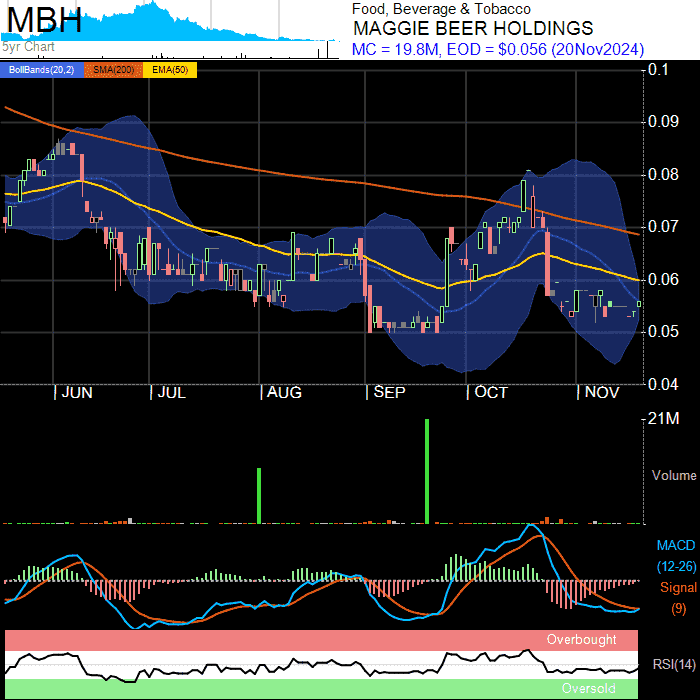 MBH
5yr Chart
Food, Beverage & Tobacco
MAGGIE BEER HOLDINGS
MC = 19.8M, EOD = $0.056 (20Nov2024)
BollBands(20,2) SMA(200) EMA(50)
0.1
0.09
0.08
0.07
0.06
0.05
0.04
JUN JUL AUG SEP OCT NOV
21M
Volume
MACD
(12-26)
Signal
(9)
Overbought
RSI(14)
Oversold